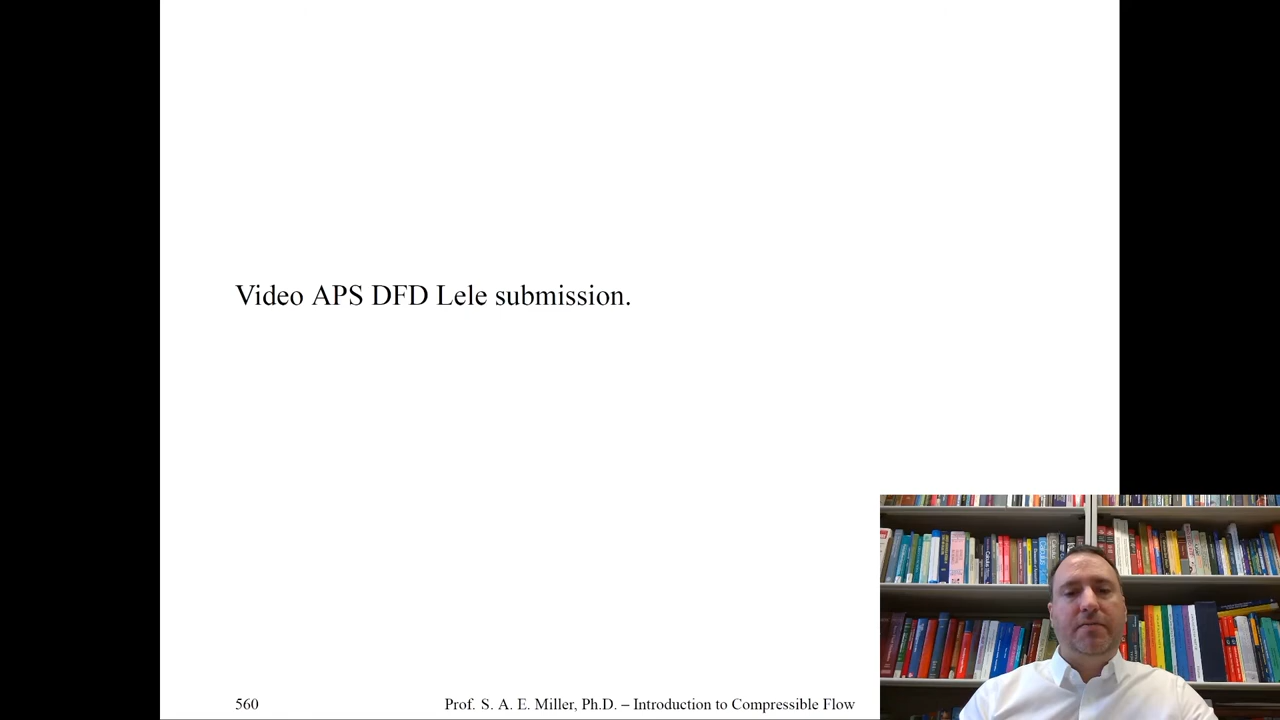 Video APS DFD Lele submission.
560
Prof. S. A. E. Miller, Ph.D. – Introduction to Compressible Flow